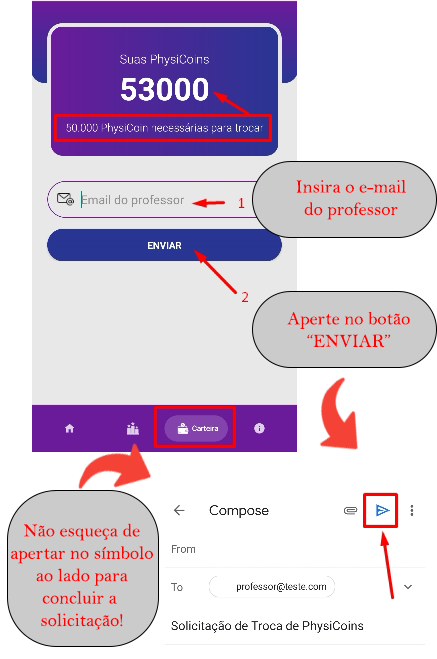 Suas PhysiCoins
53000
50.000 PhysiCoin necessárias para trocar
Email do professor
1
Insira o e-mail
do professor
ENVIAR
2
Aperte no botão
“ENVIAR”
Carteira
Não esqueça de
apertar no símbolo
ao lado para
concluir a
solicitação!
Compose
From
To
professor@teste.com
Solicitação de Troca de PhysiCoins